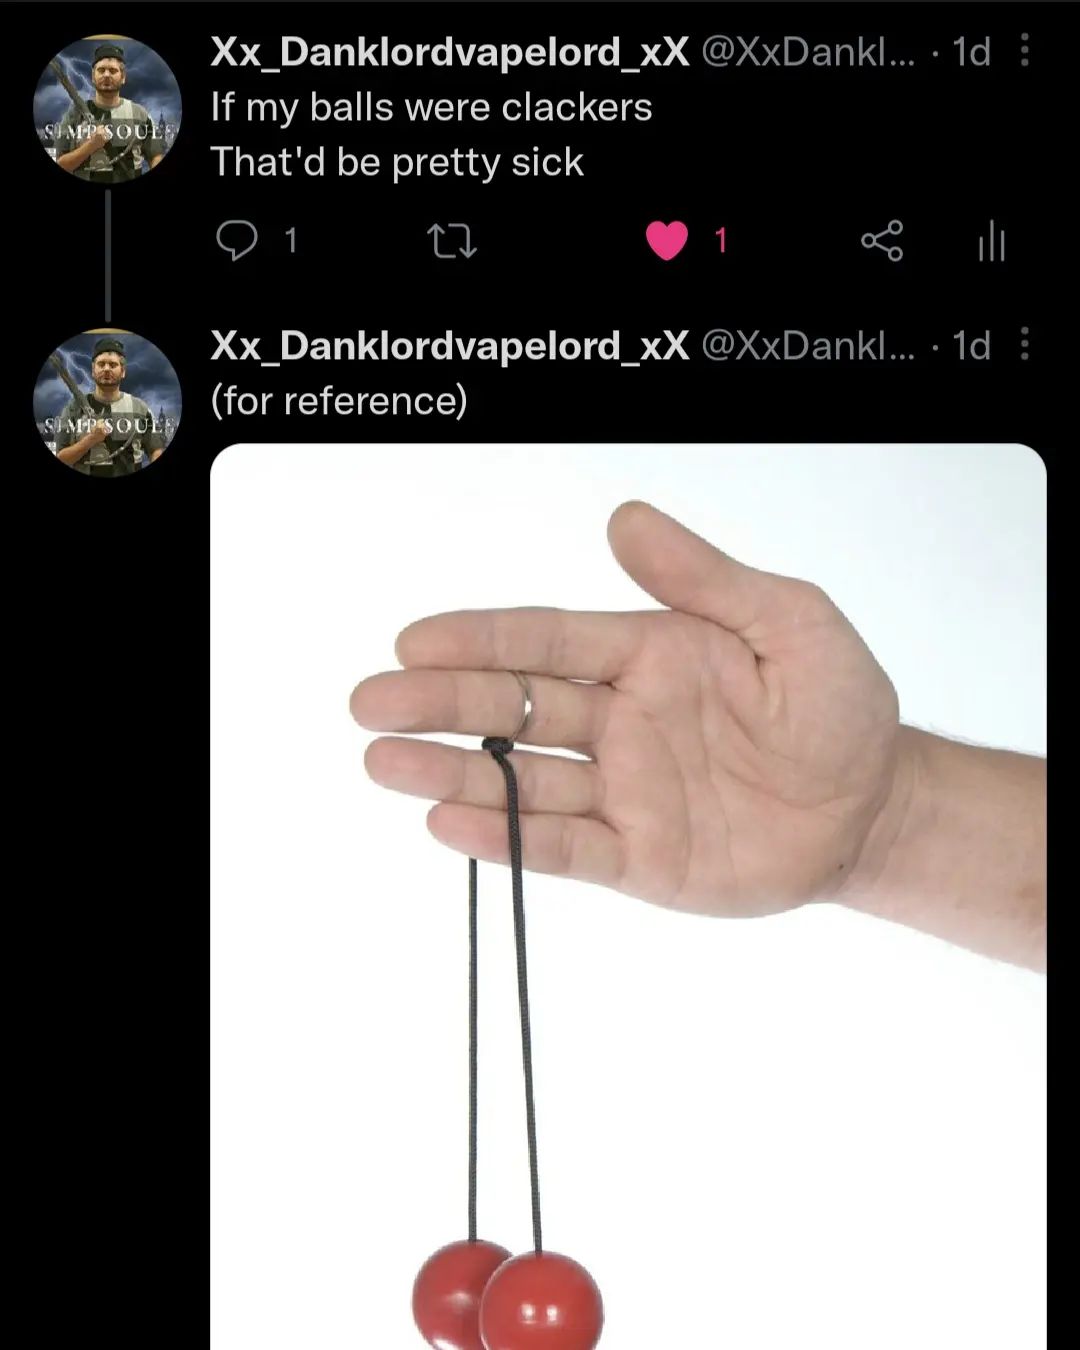 Xx_Danklordvapelord_xX @XxDankl... · 1d
If my balls were clackers
That'd be pretty sick
1 1
Xx_Danklordvapelord_xX @XxDankl... · 1d
(for reference)
SIMP SOULS
SIMP SOULS